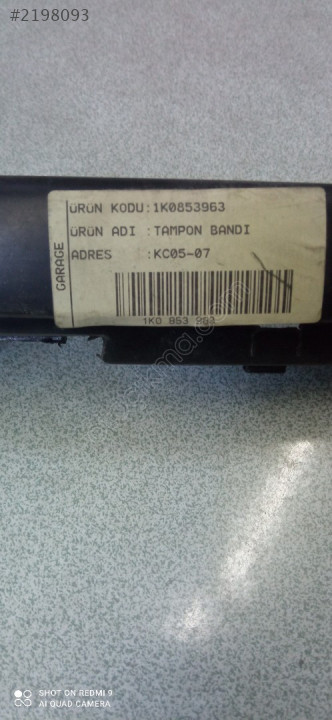 #2198093
ÜRÜN KODU:1K0853963
ÜRÜN ADI :TAMPON BANDI
ADRES :KC05-07
GARAGE
1K0 853
SHOT ON REDMI 9
AI QUAD CAMERA